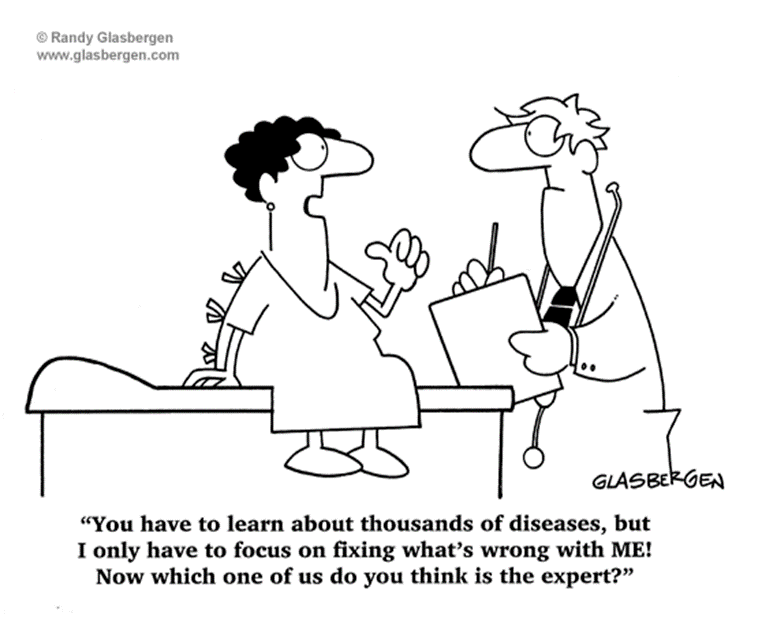 © Randy Glasbergen
www.glasbergen.com
GLASBERGEN
“You have to learn about thousands of diseases, but
I only have to focus on fixing what’s wrong with ME!
Now which one of us do you think is the expert?”